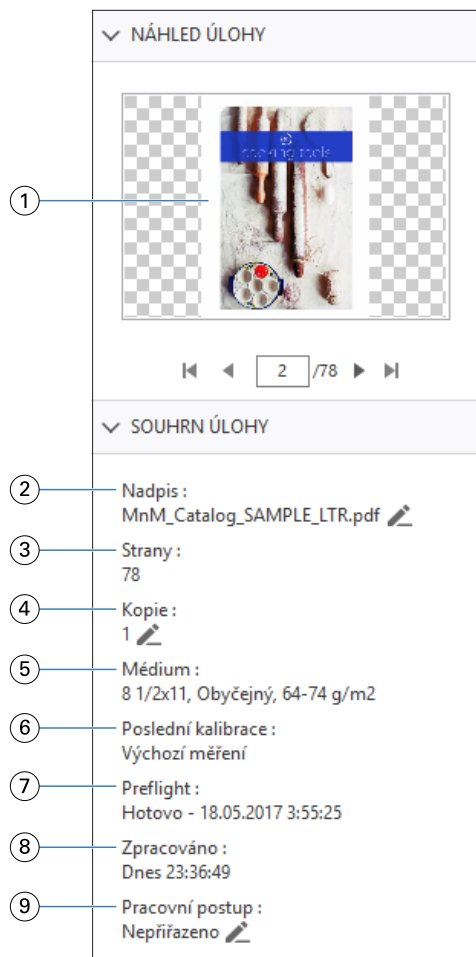 NÁHLED ÚLOHY
1
cooking tools
2 /78
SOUHRN ÚLOHY
2
Nadpis :
MnM_Catalog_SAMPLE_LTR.pdf
3
Strany :
78
4
Kopie :
1
5
Médium :
8 1/2x11, Obyčejný, 64-74 g/m2
6
Poslední kalibrace :
Výchozí měření
7
Preflight :
Hotovo - 18.05.2017 3:55:25
8
Zpracováno :
Dnes 23:36:49
9
Pracovní postup :
Nepřiřazeno